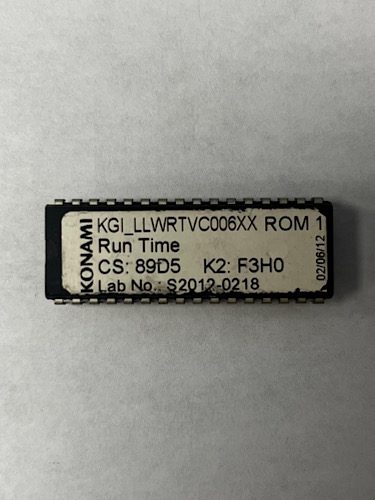 KONAMI
KGI_LLWRTVC006XX ROM 1
Run Time
CS: 89D5 K2: F3H0
Lab No.: S2012-0218
02/06/12